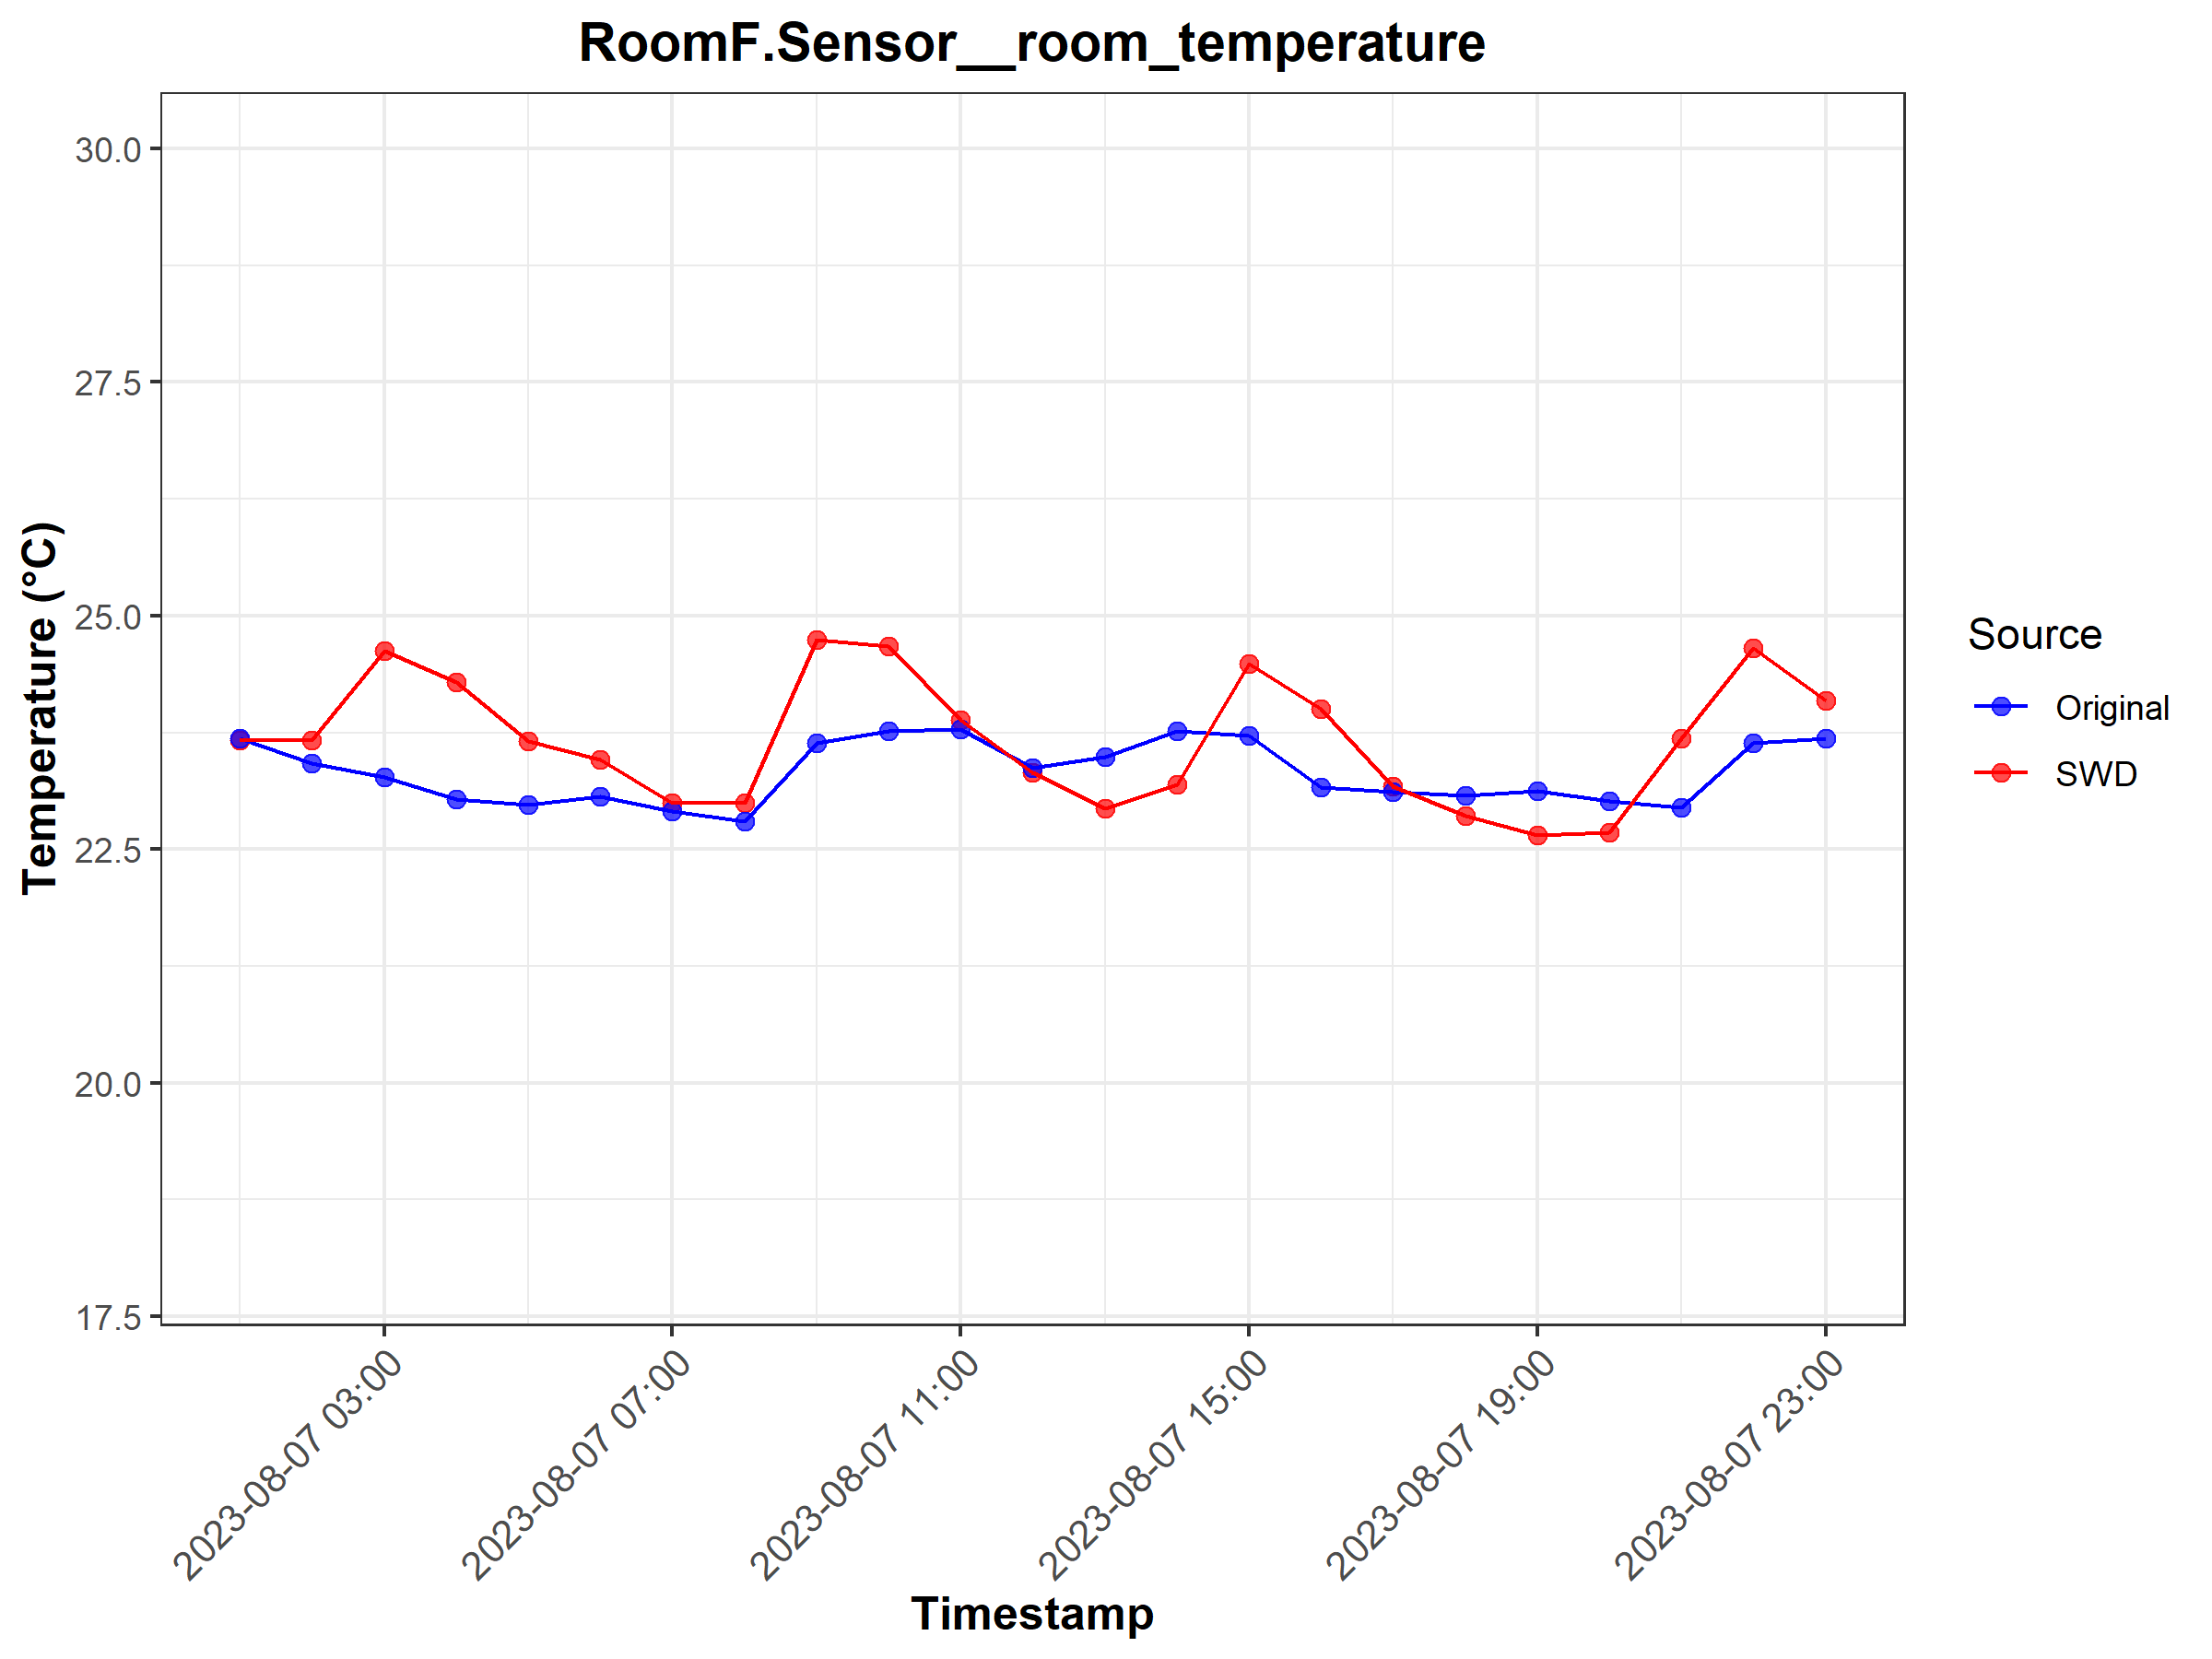 RoomF.Sensor__room_temperature
Temperature (°C)
30.0
27.5
25.0
22.5
20.0
17.5
2023-08-07 03:00
2023-08-07 07:00
2023-08-07 11:00
2023-08-07 15:00
2023-08-07 19:00
2023-08-07 23:00
Timestamp
Source
Original
SWD